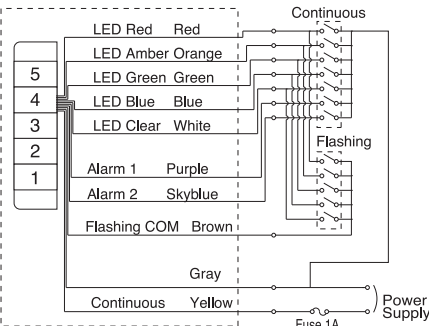 Continuous
LED Red Red
LED Amber Orange
LED Green Green
LED Blue Blue
LED Clear White
5
4
3
2
1
Flashing
Alarm 1 Purple
Alarm 2 Skyblue
Flashing COM Brown
Gray
Continuous Yellow
Power
Supply
Fuse 1A